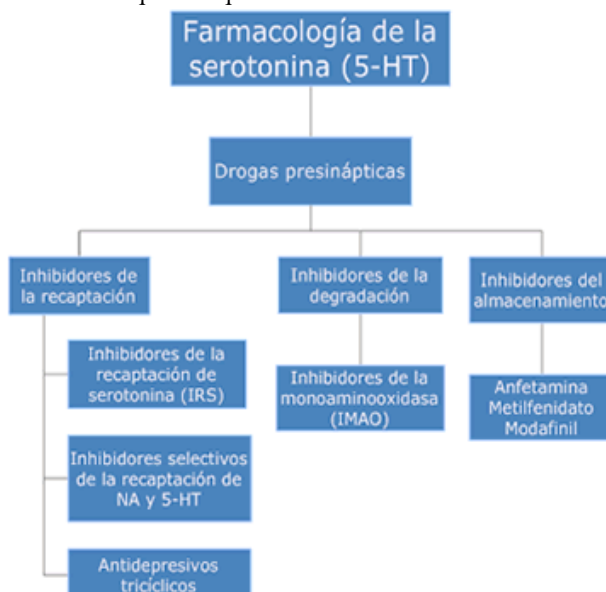 Farmacología de la
serotonina (5-HT)
Drogas presinápticas
Inhibidores de
la recaptación
Inhibidores de la
degradación
Inhibidores del
almacenamiento
Inhibidores de la
recaptación de
serotonina (IRS)
Inhibidores de la
monoaminooxidasa
(IMAO)
Anfetamina
Metilfenidato
Modafinil
Inhibidores selectivos
de la recaptación de
NA y 5-HT
Antidepresivos
tricíclicos